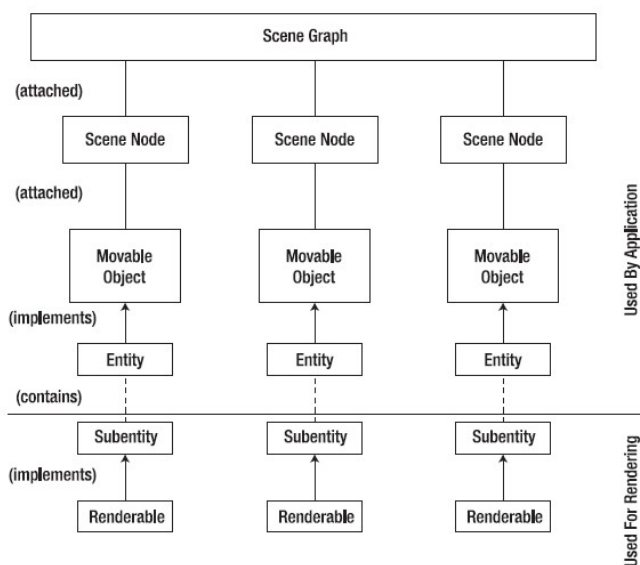 Scene Graph
(attached)
Scene Node Scene Node Scene Node
(attached)
Movable Object Movable Object Movable Object
(implements)
Entity Entity Entity
(contains)
Subentity Subentity Subentity
(implements)
Renderable Renderable Renderable
Used By Application
Used For Rendering